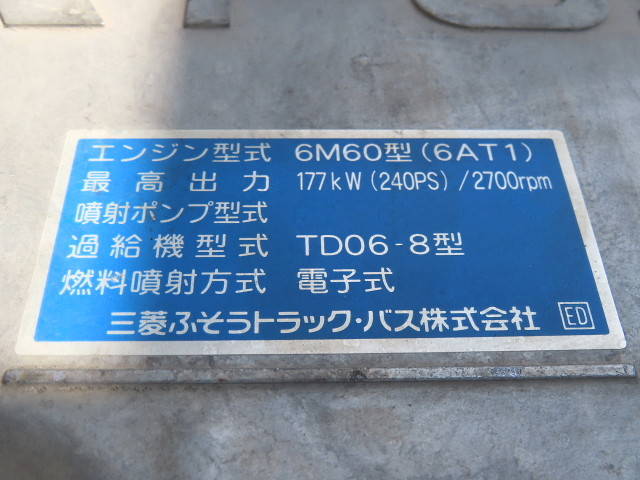 エンジン型式 6M60型(6AT1)
最高出力 177kW(240PS)/2700rpm
噴射ポンプ型式
過給機型式 TD06-8型
燃料噴射方式 電子式
三菱ふそうトラック・バス株式会社 ED